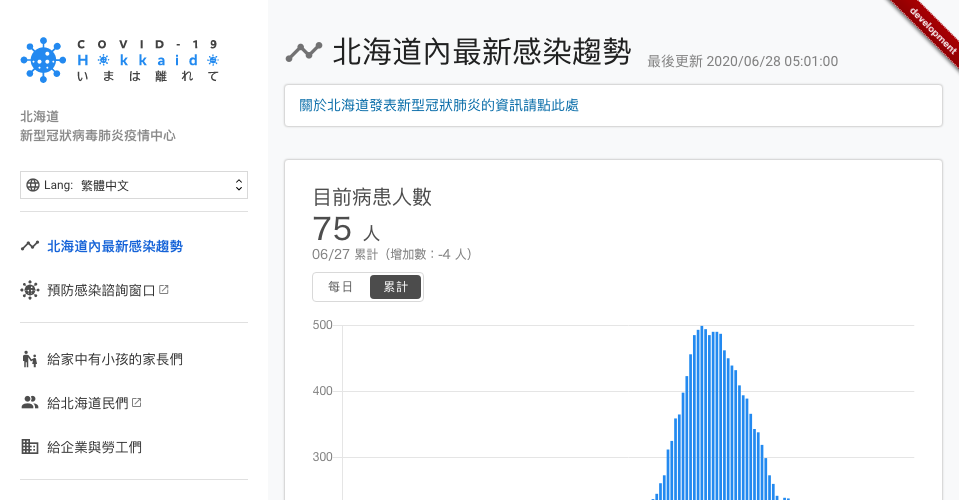 COVID-19
Hokkaido
いまは離れて
北海道
新型冠狀病毒肺炎疫情中心
Lang: 繁體中文
北海道內最新感染趨勢
預防感染諮詢窗口
給家中有小孩的家長們
給北海道民們
給企業與勞工們
development
北海道內最新感染趨勢 最後更新 2020/06/28 05:01:00
關於北海道發表新型冠狀肺炎的資訊請點此處
目前病患人數
75 人
06/27 累計（增加數：-4 人）
每日 累計
500
400
300